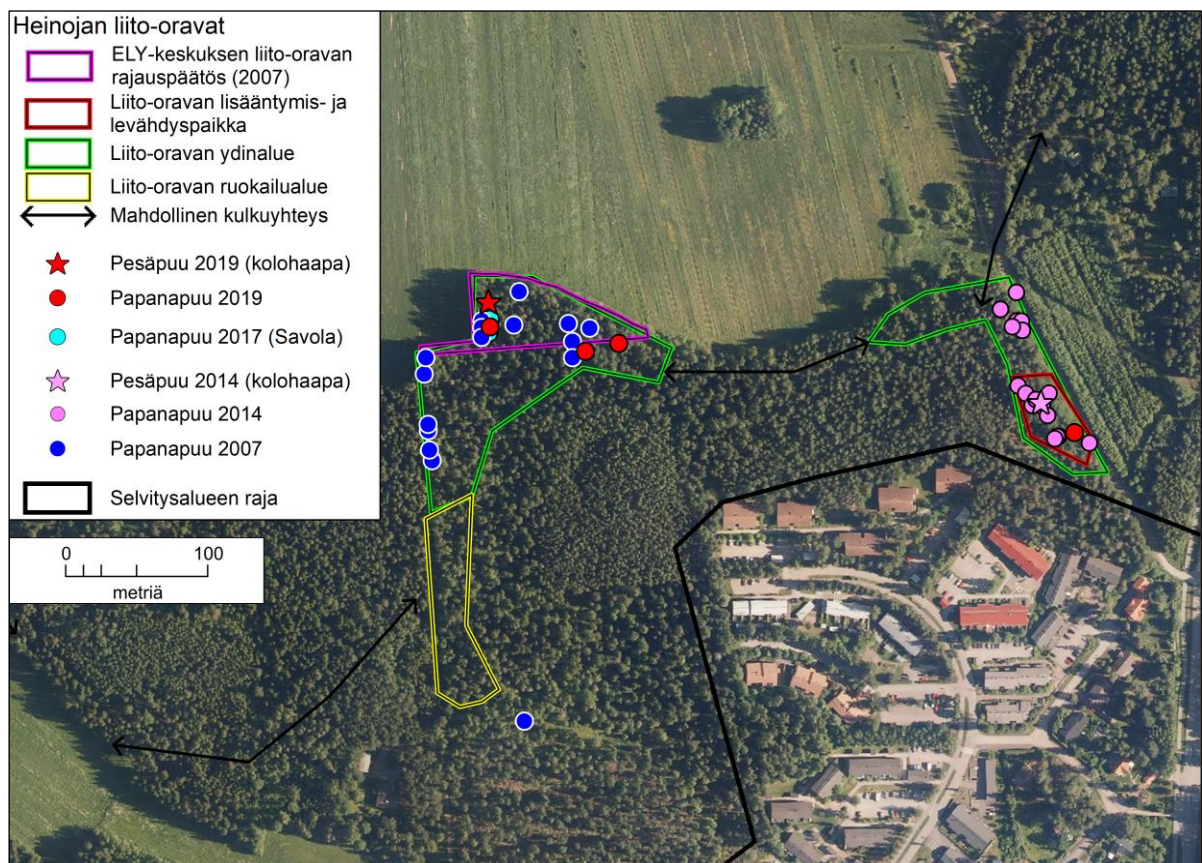 Heinojan liito-oravat
ELY-keskuksen liito-oravan
rajauspäätös (2007)
Liito-oravan lisääntymis- ja
levähdyspaikka
Liito-oravan ydinalue
Liito-oravan ruokailualue
Mahdollinen kulkuyhteys
Pesäpuu 2019 (kolohaapa)
Papanapuu 2019
Papanapuu 2017 (Savola)
Pesäpuu 2014 (kolohaapa)
Papanapuu 2014
Papanapuu 2007
Selvitysalueen raja
0 100
metriä